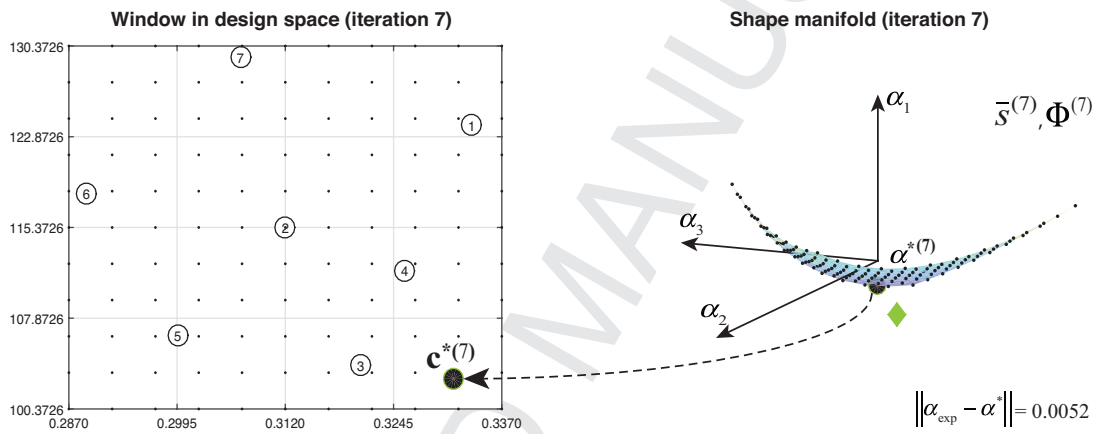 Window in design space (iteration 7)
130.3726
122.8726
115.3726
107.8726
100.3726
0.2870
0.2995
0.3120
0.3245
0.3370
7
1
6
2
4
5
3
c*(7)
Shape manifold (iteration 7)
α1
s̅(7), Φ(7)
α3
α*(7)
α2
‖αexp − α*‖ = 0.0052
MANU